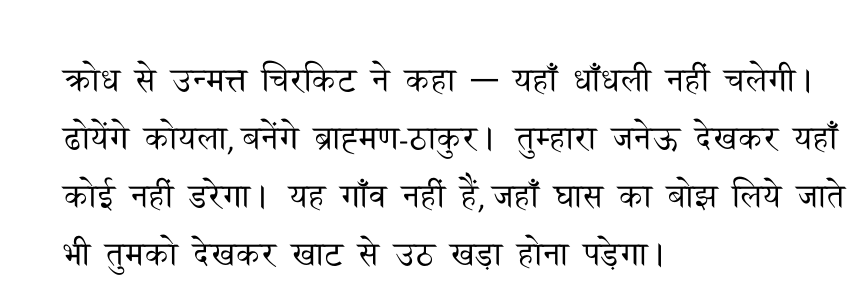 क्रोध से उन्मत्त चिरकिट ने कहा — यहाँ धाँधली नहीं चलेगी।
ढोयेंगे कोयला, बनेंगे ब्राह्मण-ठाकुर। तुम्हारा जनेऊ देखकर यहाँ
कोई नहीं डरेगा। यह गाँव नहीं हैं, जहाँ घास का बोझ लिये जाते
भी तुमको देखकर खाट से उठ खड़ा होना पड़ेगा।